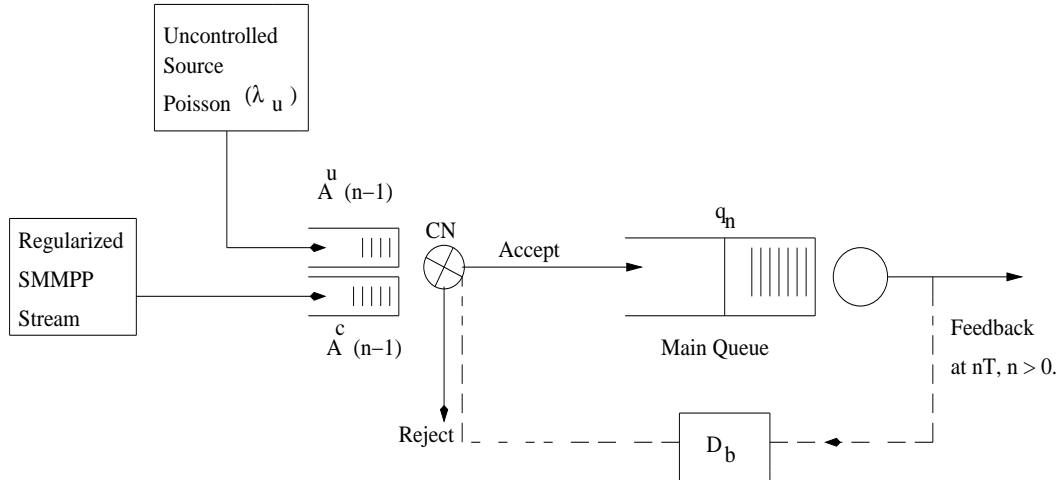 Uncontrolled
Source
Poisson (λ u )
u
A (n−1)
Regularized
SMMPP
Stream
CN
Accept
q n
c
A (n−1)
Main Queue
Feedback
at nT, n > 0.
Reject
D b